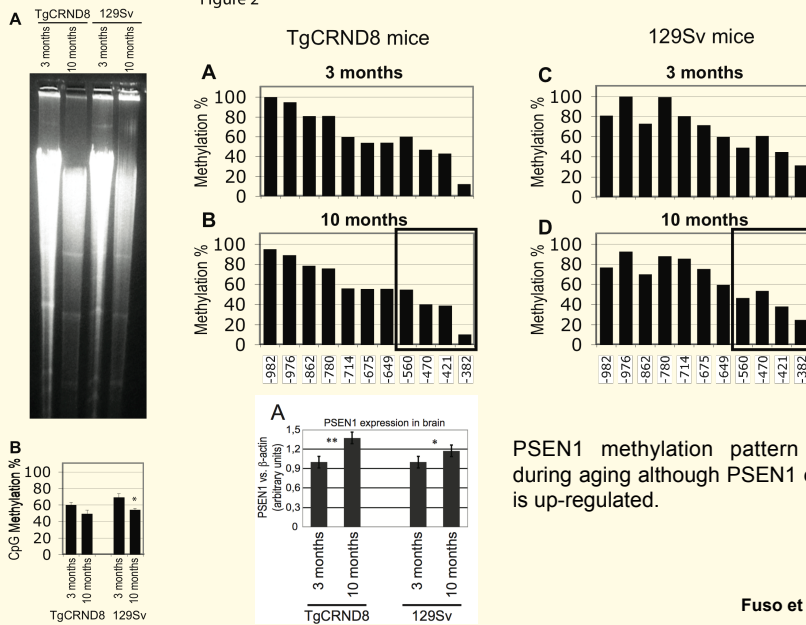 Figure 2
A
TgCRND8 129Sv
3 months
10 months
3 months
10 months
B
CpG Methylation %
100
80
60
40
20
0
*
3 months
10 months
3 months
10 months
TgCRND8 129Sv
TgCRND8 mice
A
3 months
Methylation %
100
80
60
40
20
0
B
10 months
Methylation %
100
80
60
40
20
0
-982
-976
-862
-780
-714
-675
-649
-560
-470
-421
-382
129Sv mice
C
3 months
Methylation %
100
80
60
40
20
0
D
10 months
Methylation %
100
80
60
40
20
0
-982
-976
-862
-780
-714
-675
-649
-560
-470
-421
-382
A
PSEN1 expression in brain
PSEN1 vs. β-actin
(arbitrary units)
1,5
1,2
0,9
0,6
0,3
0
**
*
3 months
10 months
3 months
10 months
TgCRND8 129Sv
PSEN1 methylation pattern
during aging although PSEN1
is up-regulated.
Fuso et